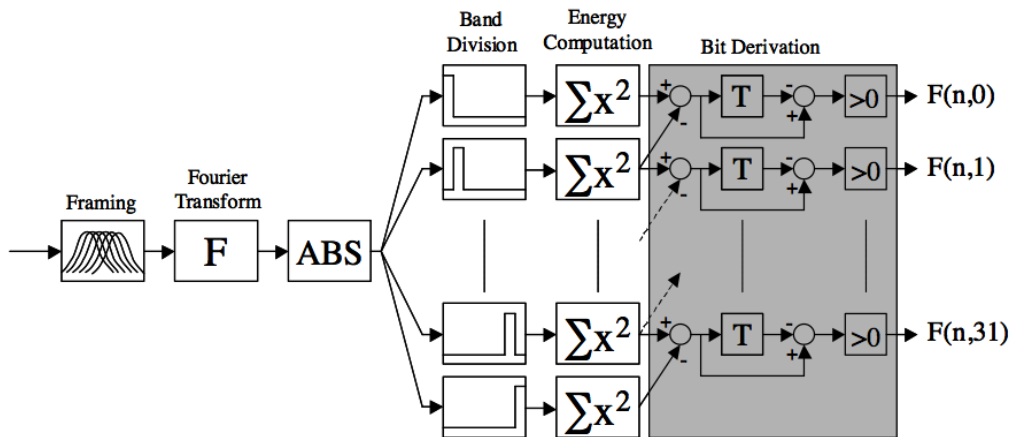 Band
Division
Energy
Computation
Bit Derivation
Framing
Fourier
Transform
F
ABS
∑x²
+
-
T
-
+
>0
F(n,0)
∑x²
+
-
T
-
+
>0
F(n,1)
∑x²
+
-
T
-
+
>0
F(n,31)
∑x²